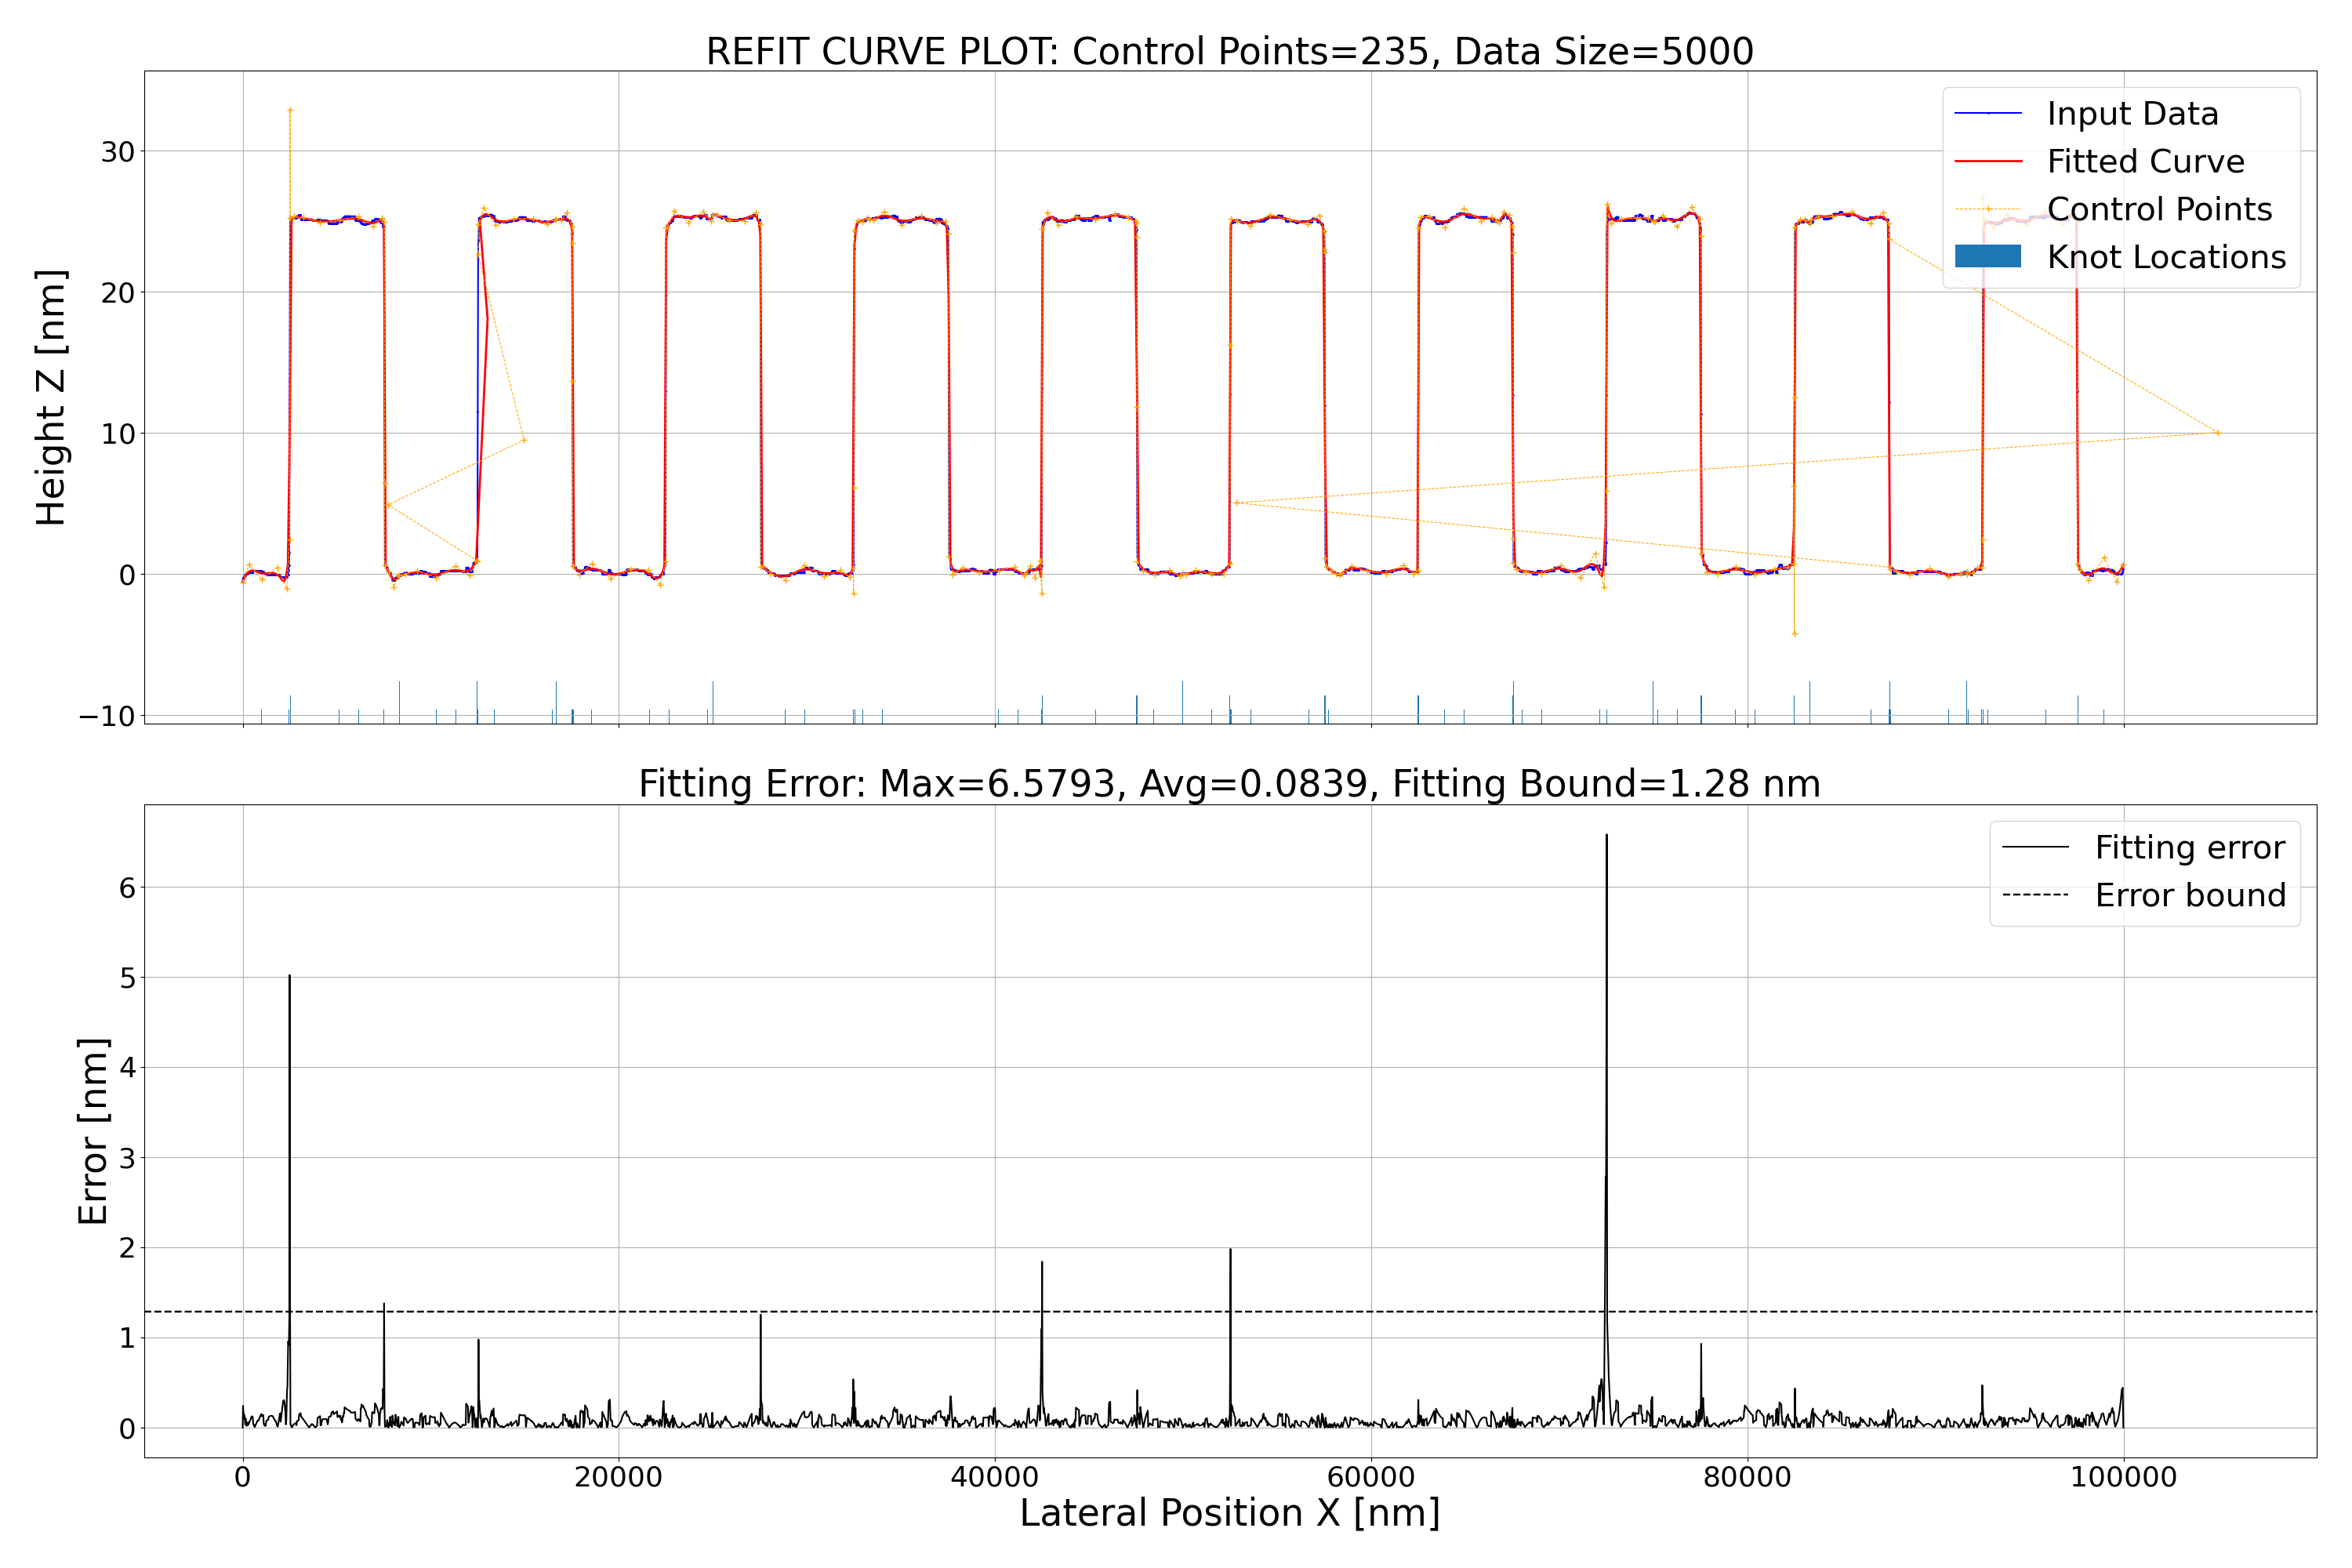 REFIT CURVE PLOT: Control Points=235, Data Size=5000
Height Z [nm]
30
20
10
0
−10
Input Data
Fitted Curve
Control Points
Knot Locations
Fitting Error: Max=6.5793, Avg=0.0839, Fitting Bound=1.28 nm
Error [nm]
6
5
4
3
2
1
0
Fitting error
Error bound
0 20000 40000 60000 80000 100000
Lateral Position X [nm]